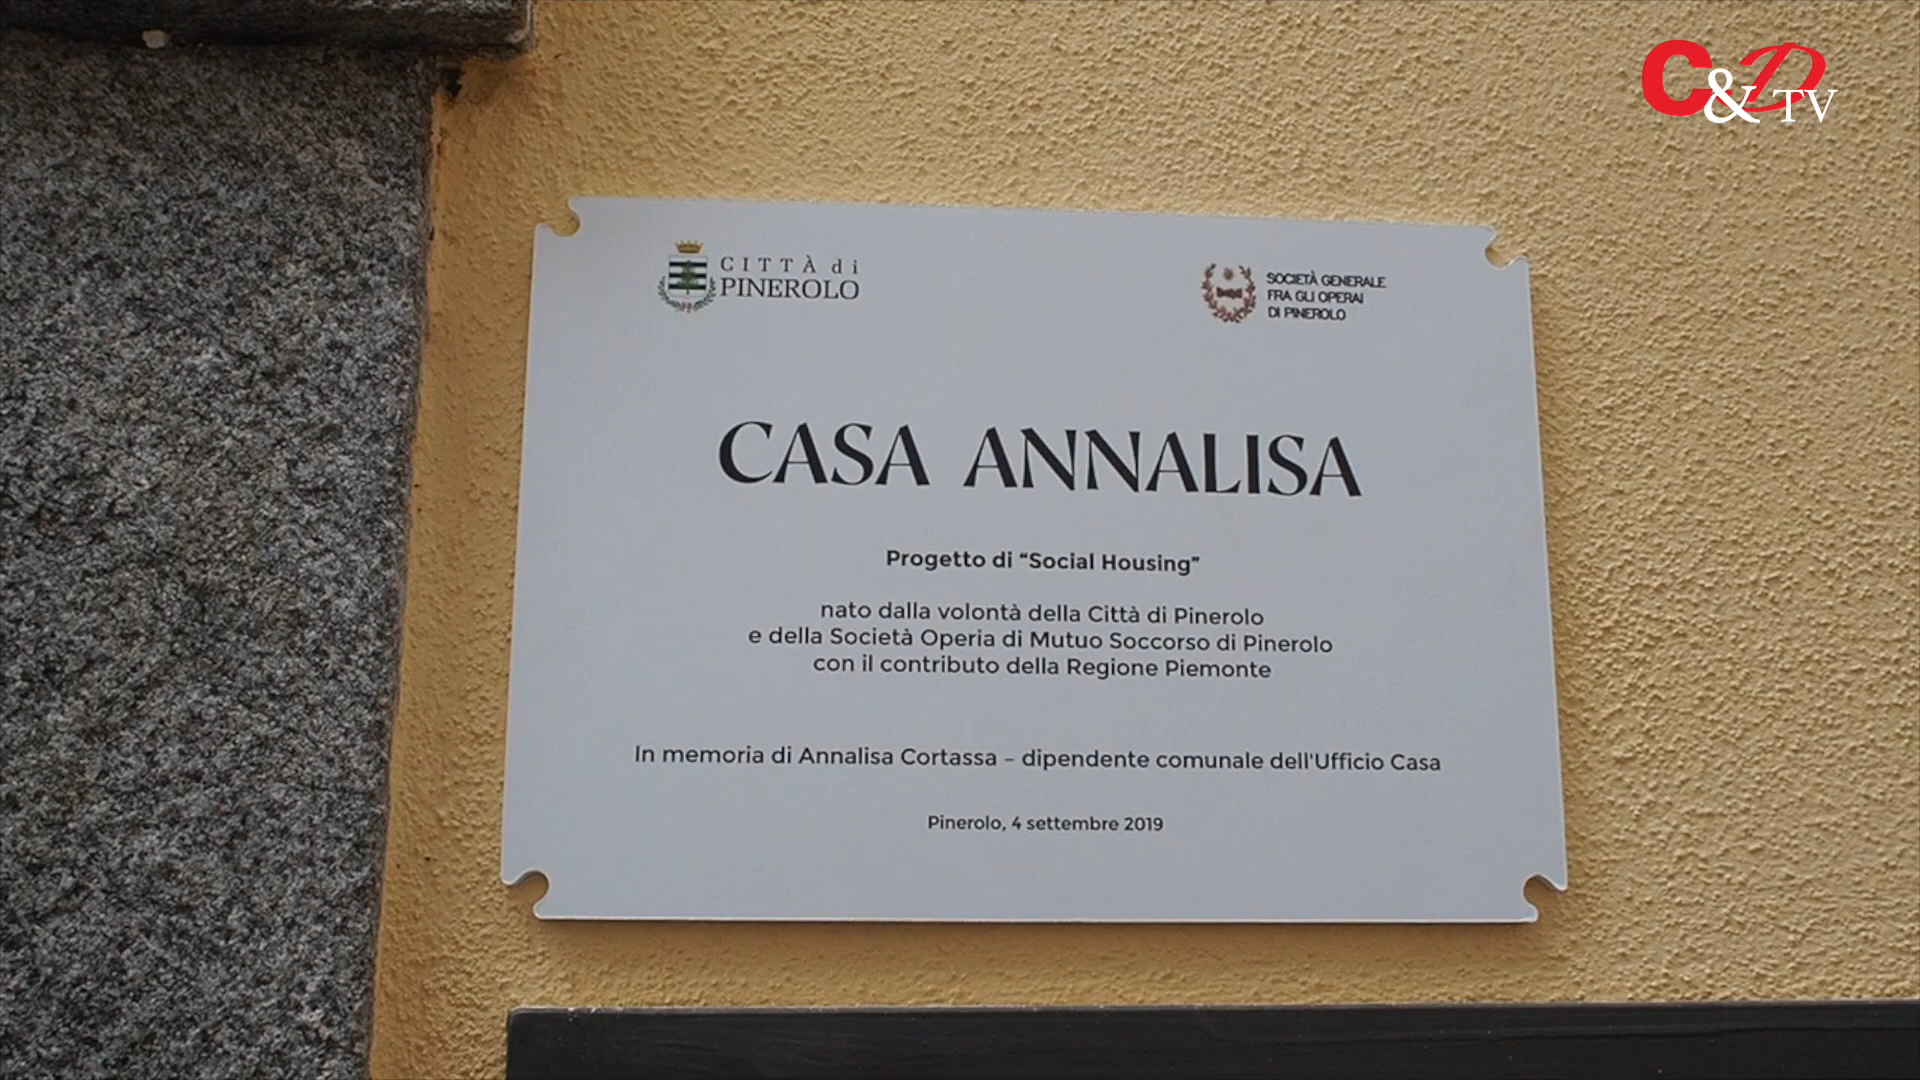 C&D TV
CITTÀ di
PINEROLO
SOCIETÀ GENERALE
FRA GLI OPERAI
DI PINEROLO
CASA ANNALISA
Progetto di “Social Housing”
nato dalla volontà della Città di Pinerolo
e della Società Operia di Mutuo Soccorso di Pinerolo
con il contributo della Regione Piemonte
In memoria di Annalisa Cortassa – dipendente comunale dell'Ufficio Casa
Pinerolo, 4 settembre 2019